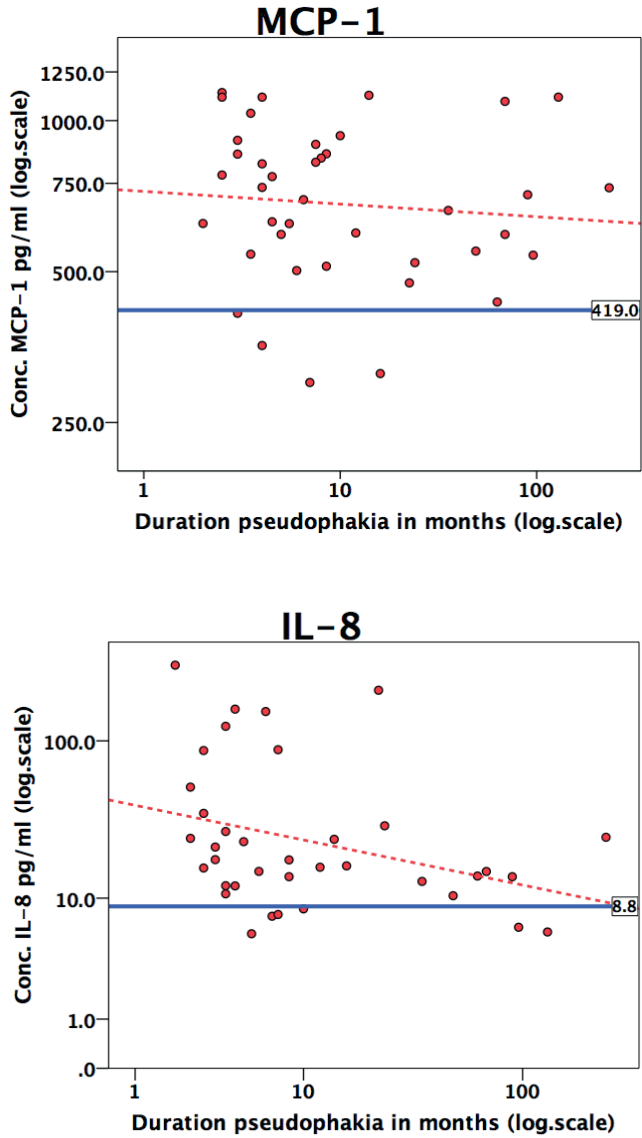 MCP-1
Conc. MCP-1 pg/ml (log.scale)
1250.0
1000.0
750.0
500.0
250.0
419.0
1
10
100
Duration pseudophakia in months (log.scale)
IL-8
Conc. IL-8 pg/ml (log.scale)
100.0
10.0
1.0
.0
8.8
1
10
100
Duration pseudophakia in months (log.scale)